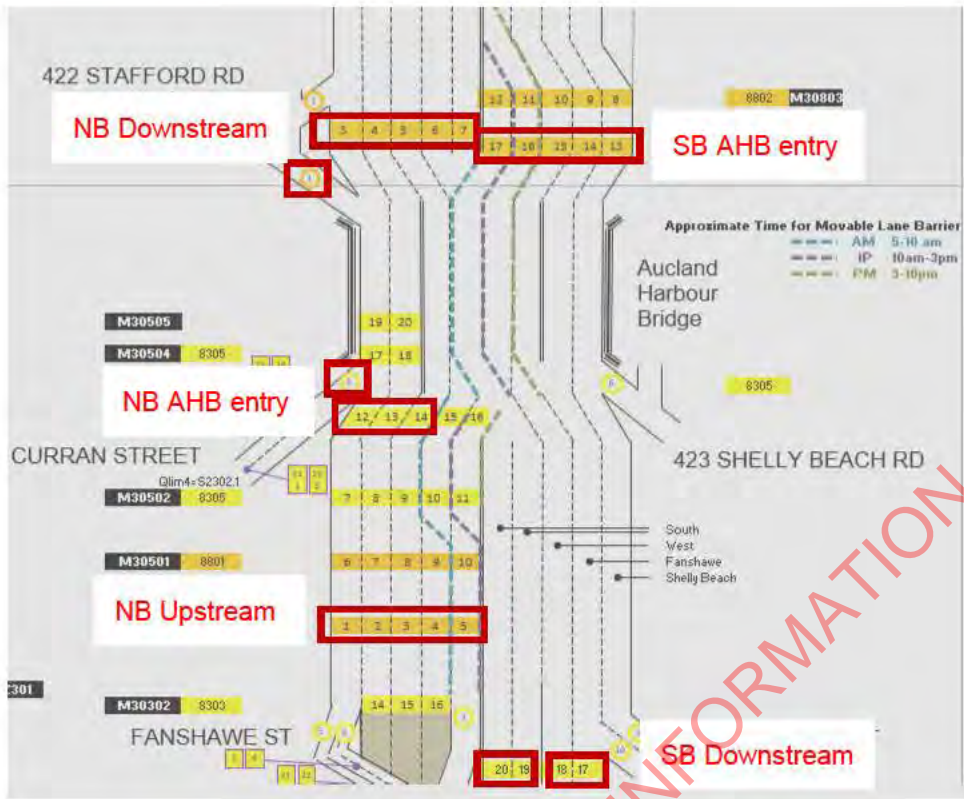 422 STAFFORD RD
12 11 10 9 8
8802 M30803
NB Downstream
3 4 5 6 7
17 16 15 14 13
SB AHB entry
Approximate Time for Movable Lane Barrier
AM 5-10 am
IP 10am-3pm
PM 3-10pm
Aucland
Harbour
Bridge
M30505
19 20
M30504 8305
17 18
8305
NB AHB entry
12 13 14 15 16
CURRAN STREET
423 SHELLY BEACH RD
Qlim4=S2302.1
M30502 8305
7 8 9 10 11
South
West
Fanshawe
Shelly Beach
M30501 8801
6 7 8 9 10
NB Upstream
1 2 3 4 5
C301
M30302 8303
14 15 16
FANSHAWE ST
SB Downstream
20 19 18 17
INFORMATION